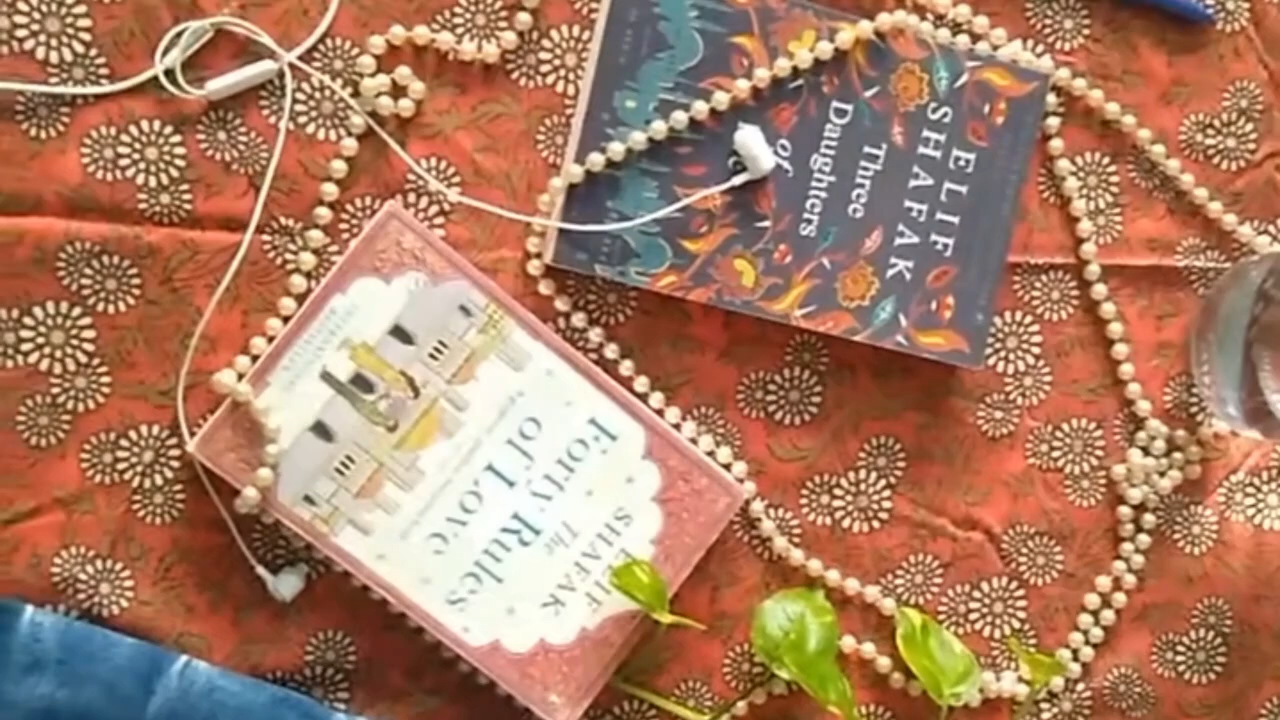 ELIF
SHAFAK
Three
Daughters
of
ELIF
SHAFAK
The
Forty Rules
of Love